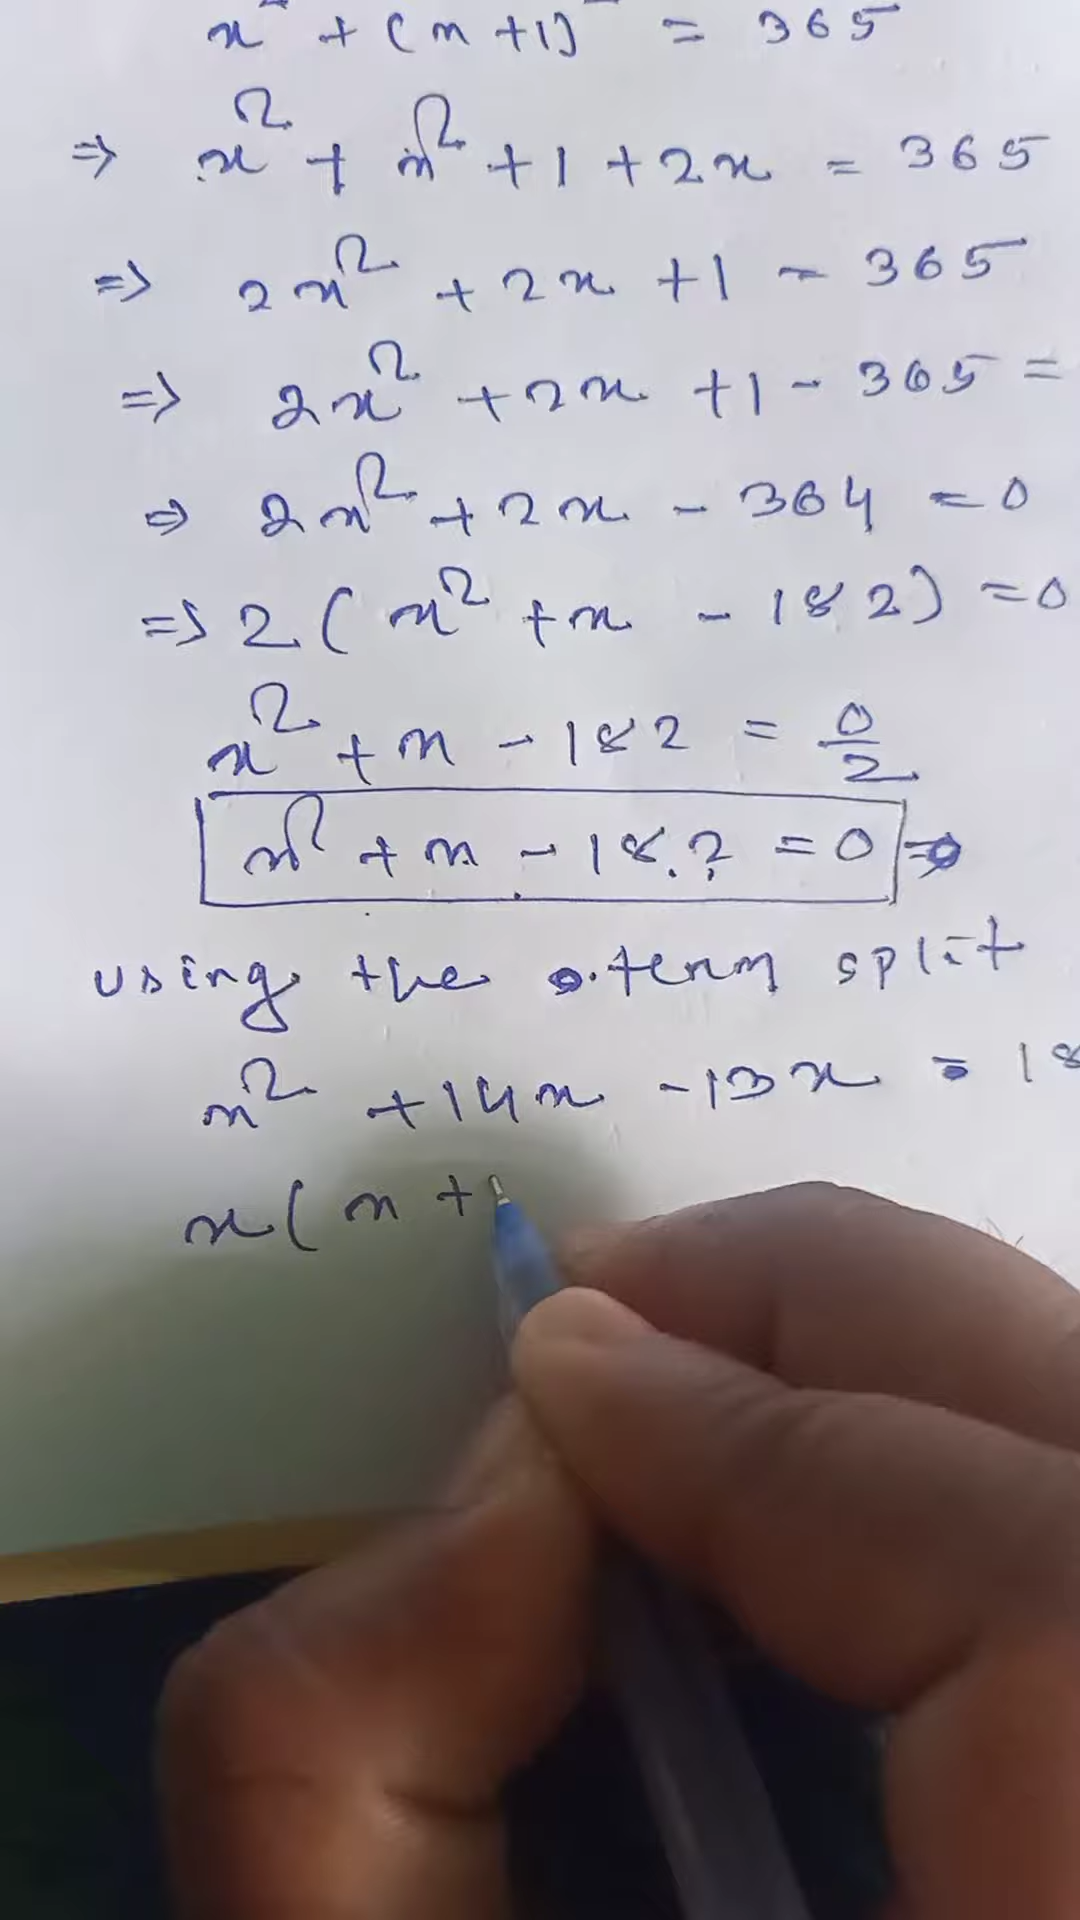 x² + (x + 1)² = 365
⇒ x² + x² + 1 + 2x = 365
⇒ 2x² + 2x + 1 = 365
⇒ 2x² + 2x + 1 - 365 =
⇒ 2x² + 2x - 364 = 0
⇒ 2 (x² + x - 182) = 0
x² + x - 182 = 0/2
x² + x - 182 = 0 ⇒
using the term split
x² + 14x - 13x = 18
x ( x +